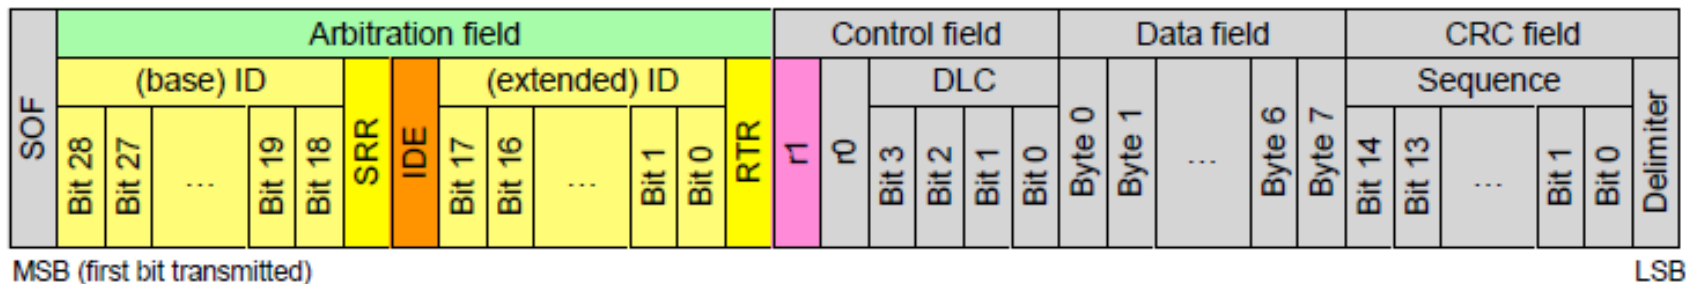 Arbitration field Control field Data field CRC field
SOF (base) ID SRR IDE (extended) ID RTR r1 r0 DLC Byte 0 Byte 1 ... Byte 6 Byte 7 Sequence Delimiter
Bit 28 Bit 27 ... Bit 19 Bit 18 Bit 17 Bit 16 ... Bit 1 Bit 0 Bit 3 Bit 2 Bit 1 Bit 0 Bit 14 Bit 13 ... Bit 1 Bit 0
MSB (first bit transmitted) LSB